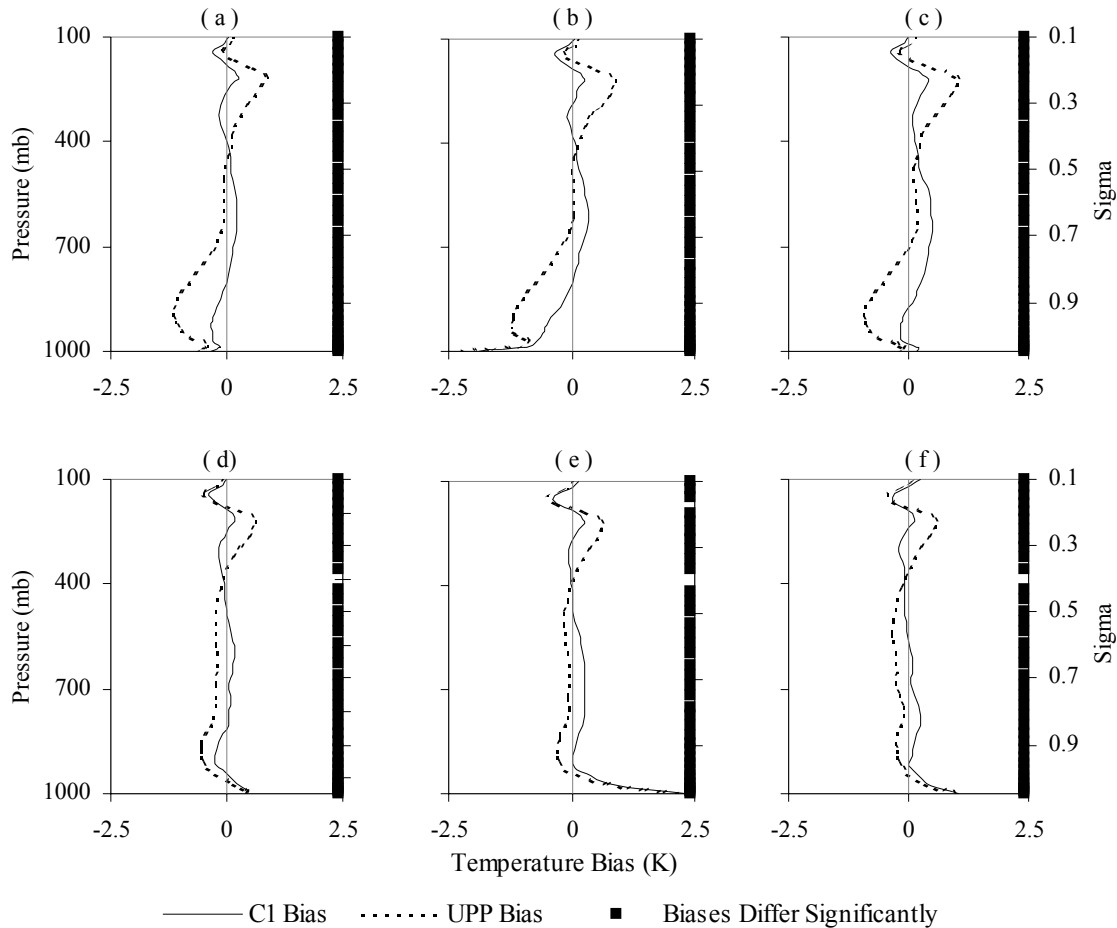 ( a )
( b )
( c )
100
400
700
1000
Pressure (mb)
0.1
0.3
0.5
0.7
0.9
Sigma
-2.5 0 2.5
-2.5 0 2.5
-2.5 0 2.5
( d )
( e )
( f )
100
400
700
1000
Pressure (mb)
0.1
0.3
0.5
0.7
0.9
Sigma
-2.5 0 2.5
-2.5 0 2.5
-2.5 0 2.5
Temperature Bias (K)
C1 Bias UPP Bias Biases Differ Significantly